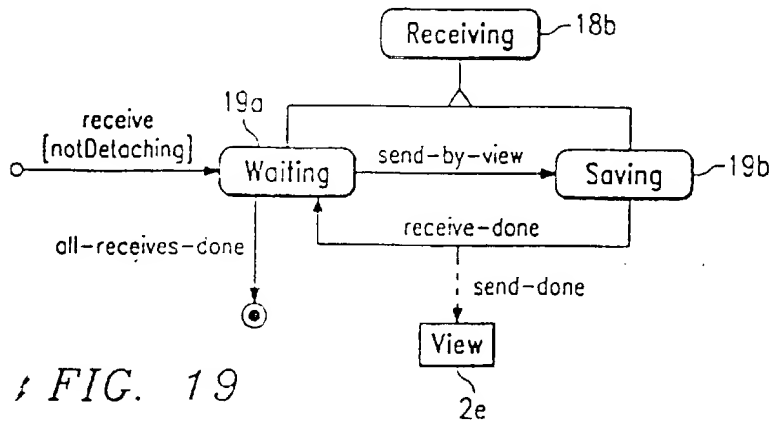 Receiving
18b
19a
receive
[notDetaching]
Waiting
send-by-view
Saving
19b
receive-done
all-receives-done
send-done
View
2e
FIG. 19